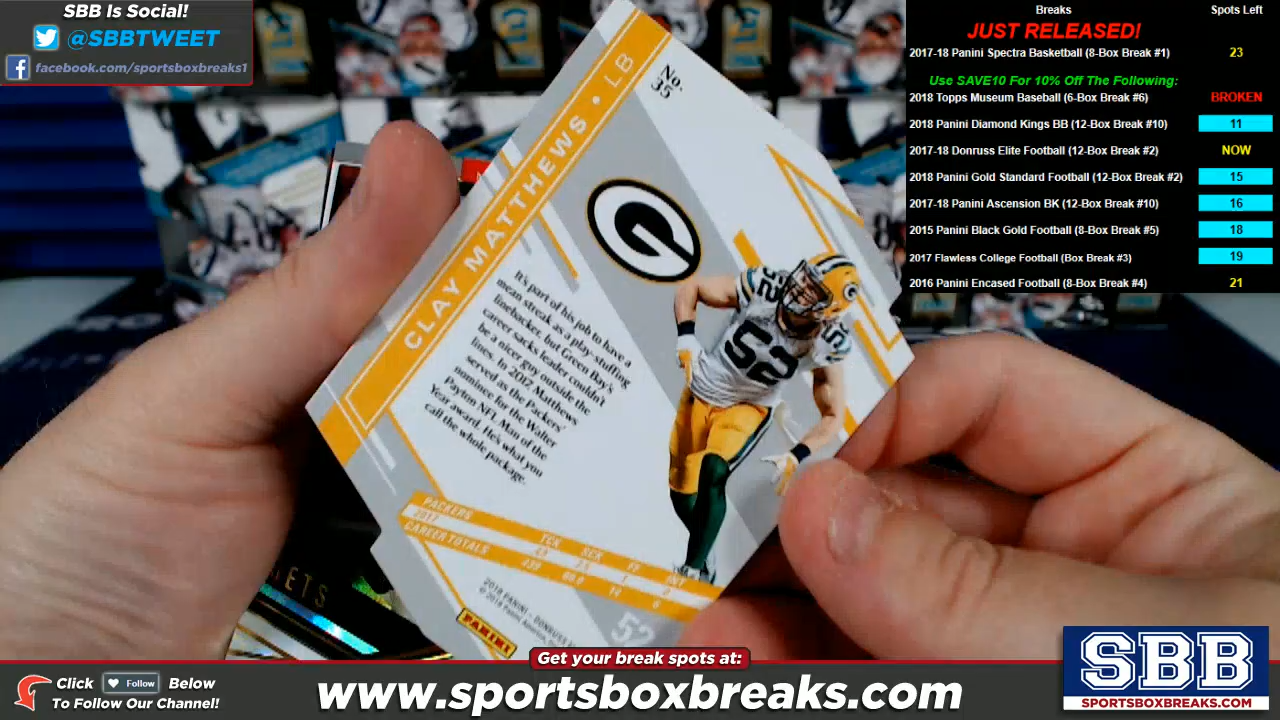 SBB Is Social!
@SBBTWEET
facebook.com/sportsboxbreaks1
Breaks Spots Left
JUST RELEASED!
2017-18 Panini Spectra Basketball (8-Box Break #1) 23
Use SAVE10 For 10% Off The Following:
2018 Topps Museum Baseball (6-Box Break #6) BROKEN
2018 Panini Diamond Kings BB (12-Box Break #10) 11
2017-18 Donruss Elite Football (12-Box Break #2) NOW
2018 Panini Gold Standard Football (12-Box Break #2) 15
2017-18 Panini Ascension BK (12-Box Break #10) 16
2015 Panini Black Gold Football (8-Box Break #5) 18
2017 Flawless College Football (Box Break #3) 19
2016 Panini Encased Football (8-Box Break #4) 21
No.
35
CLAY MATTHEWS • LB
G
52
It's part of his job to have a
mean streak as a play-stuffing
linebacker, but Green Bay's
career sacks leader couldn't
be a nicer guy outside the
lines. In 2017, Matthews
served as the Packers'
nominee for the Walter
Payton NFL Man of the
Year award. He's what you
call the whole package.
PACKERS
2017
CAREER TOTALS
PANINI
52
Get your break spots at:
Click Follow Below
To Follow Our Channel!
www.sportsboxbreaks.com
SBB
SPORTSBOXBREAKS.COM